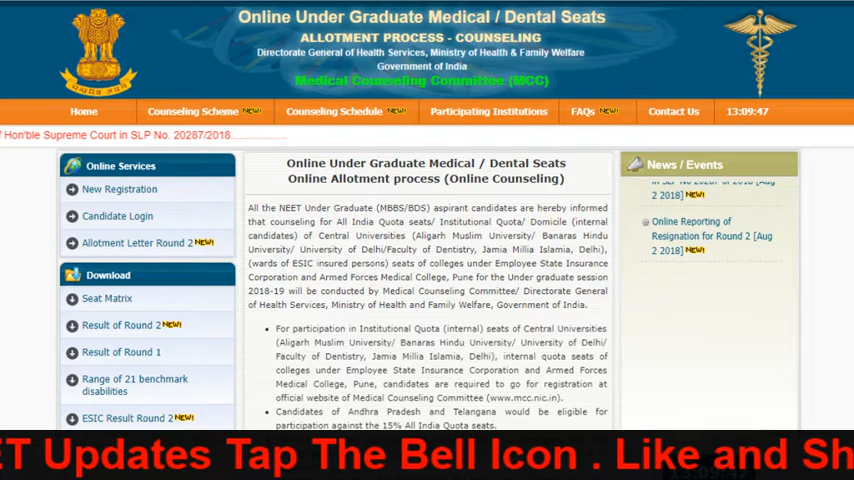 Online Under Graduate Medical / Dental Seats
ALLOTMENT PROCESS - COUNSELING
Directorate General of Health Services, Ministry of Health & Family Welfare
Government of India
Medical Counseling Committee (MCC)
Home Counseling Scheme NEW! Counseling Schedule NEW! Participating Institutions FAQs NEW! Contact Us 13:09:47
f Hon'ble Supreme Court in SLP No. 20287/2018..................
Online Services
New Registration
Candidate Login
Allotment Letter Round 2 NEW!
Download
Seat Matrix
Result of Round 2 NEW!
Result of Round 1
Range of 21 benchmark
disabilities
ESIC Result Round 2 NEW!
Online Under Graduate Medical / Dental Seats
Online Allotment process (Online Counseling)
All the NEET Under Graduate (MBBS/BDS) aspirant candidates are hereby informed
that counseling for All India Quota seats/ Institutional Quota/ Domicile (internal
candidates) of Central Universities (Aligarh Muslim University/ Banaras Hindu
University/ University of Delhi/Faculty of Dentistry, Jamia Millia Islamia, Delhi),
(wards of ESIC insured persons) seats of colleges under Employee State Insurance
Corporation and Armed Forces Medical College, Pune for the Under graduate session
2018-19 will be conducted by Medical Counseling Committee/ Directorate General
of Health Services, Ministry of Health and Family Welfare, Government of India.
• For participation in Institutional Quota (internal) seats of Central Universities
(Aligarh Muslim University/ Banaras Hindu University/ University of Delhi/
Faculty of Dentistry, Jamia Millia Islamia, Delhi), internal quota seats of
colleges under Employee State Insurance Corporation and Armed Forces
Medical College, Pune, candidates are required to go for registration at
official website of Medical Counseling Committee (www.mcc.nic.in).
• Candidates of Andhra Pradesh and Telangana would be eligible for
participation against the 15% All India Quota seats.
News / Events
in SLP No 20287 of 2018 [Aug
2 2018] NEW!
Online Reporting of
Resignation for Round 2 [Aug
2 2018] NEW!
ET Updates Tap The Bell Icon . Like and Sh